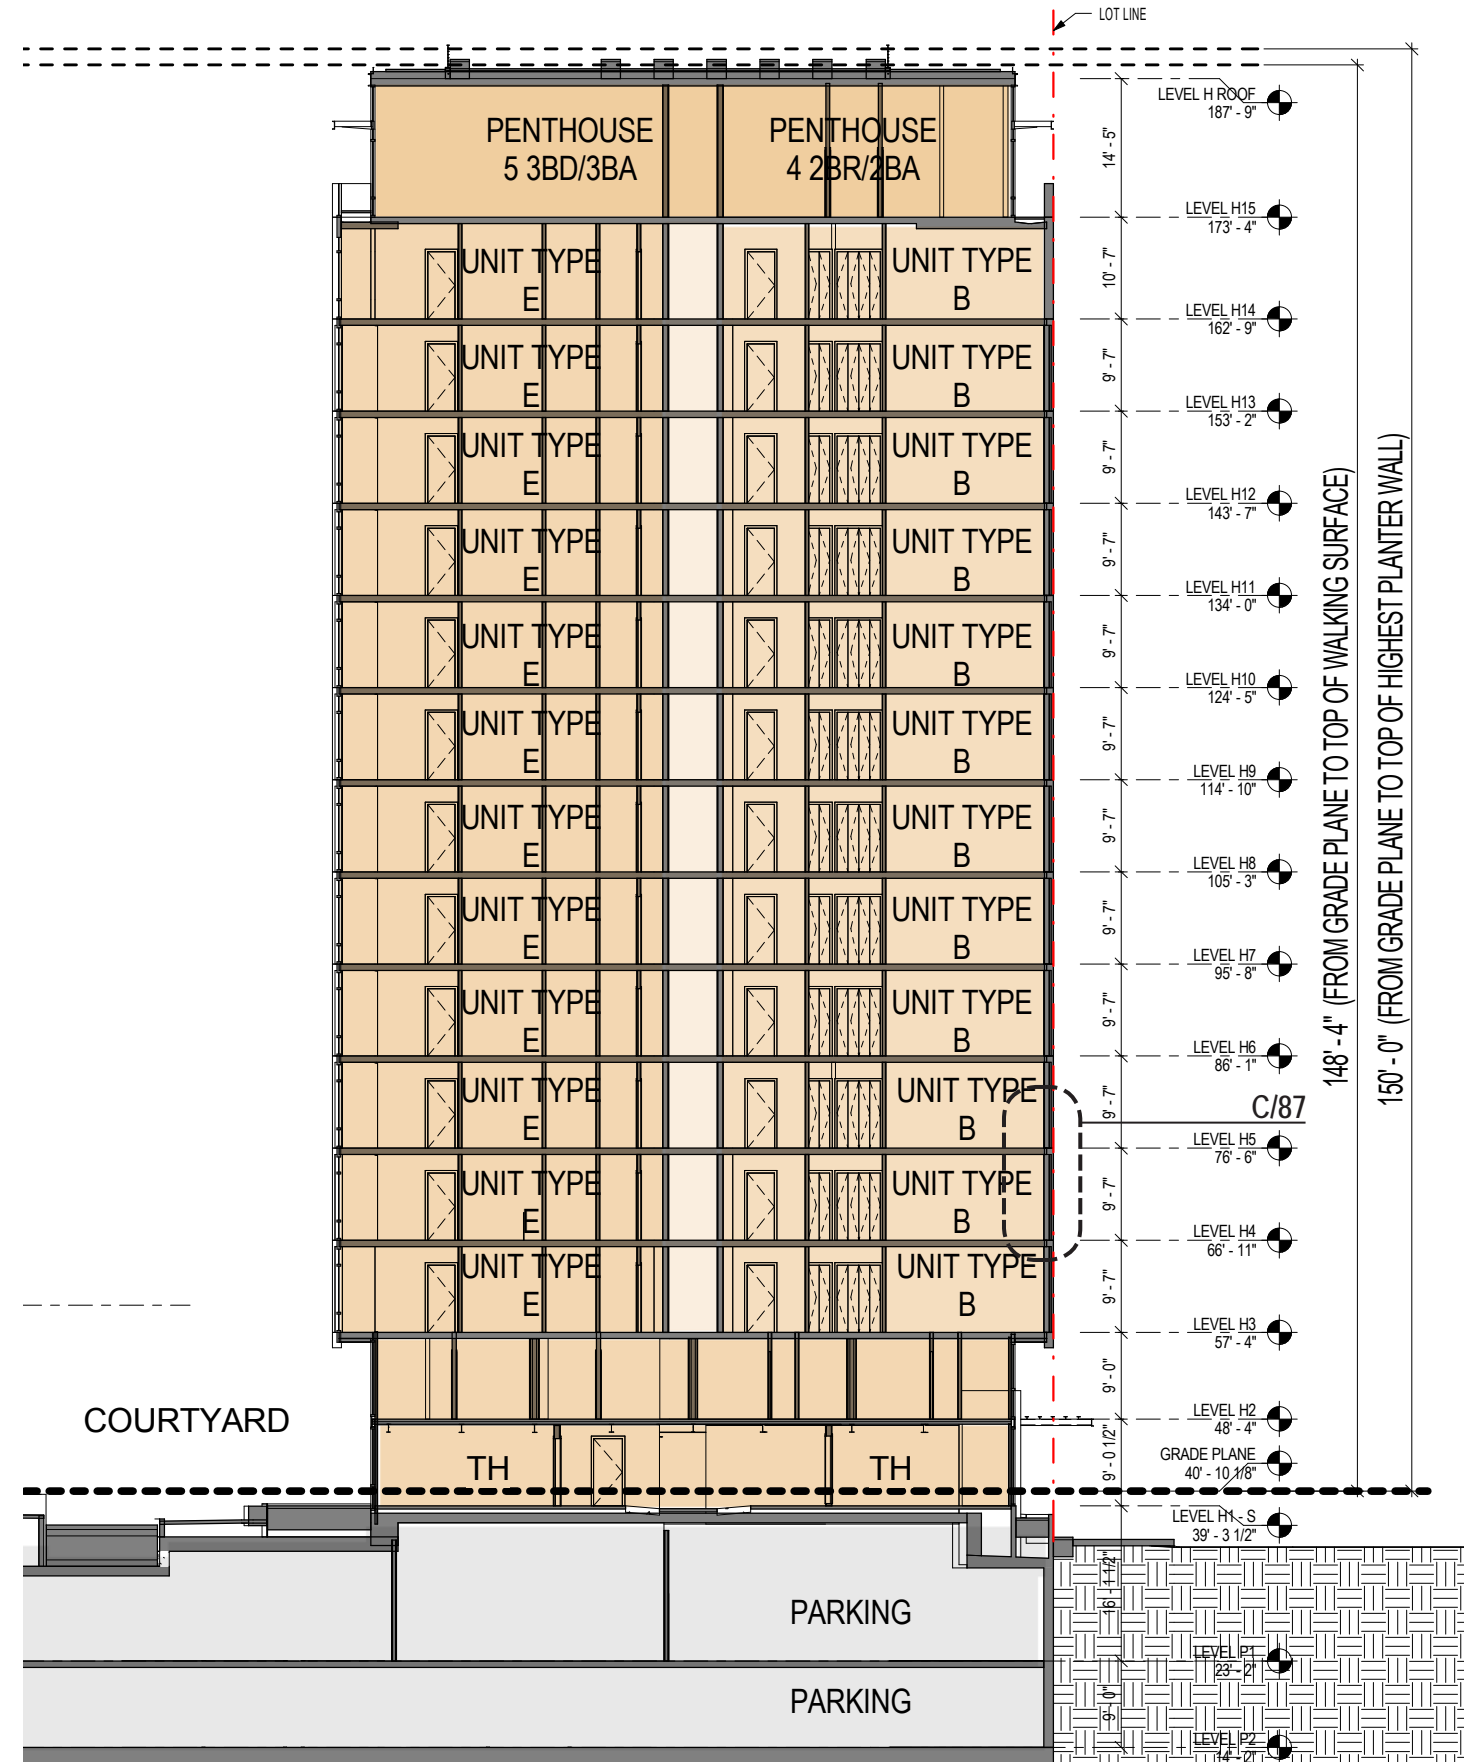 LOT LINE
LEVEL H ROOF
187' - 9"
14' - 5"
PENTHOUSE
5 3BD/3BA
PENTHOUSE
4 2BR/2BA
LEVEL H15
173' - 4"
10' - 7"
UNIT TYPE
E
UNIT TYPE
B
LEVEL H14
162' - 9"
9' - 7"
UNIT TYPE
E
UNIT TYPE
B
LEVEL H13
153' - 2"
9' - 7"
UNIT TYPE
E
UNIT TYPE
B
LEVEL H12
143' - 7"
9' - 7"
UNIT TYPE
E
UNIT TYPE
B
LEVEL H11
134' - 0"
9' - 7"
UNIT TYPE
E
UNIT TYPE
B
LEVEL H10
124' - 5"
9' - 7"
UNIT TYPE
E
UNIT TYPE
B
LEVEL H9
114' - 10"
9' - 7"
UNIT TYPE
E
UNIT TYPE
B
LEVEL H8
105' - 3"
9' - 7"
UNIT TYPE
E
UNIT TYPE
B
LEVEL H7
95' - 8"
9' - 7"
UNIT TYPE
E
UNIT TYPE
B
LEVEL H6
86' - 1"
9' - 7"
UNIT TYPE
E
UNIT TYPE
B
C/87
LEVEL H5
76' - 6"
9' - 7"
UNIT TYPE
E
UNIT TYPE
B
LEVEL H4
66' - 11"
9' - 7"
UNIT TYPE
E
UNIT TYPE
B
LEVEL H3
57' - 4"
9' - 0"
LEVEL H2
48' - 4"
9' - 0 1/2"
COURTYARD
TH
TH
GRADE PLANE
40' - 10 1/8"
LEVEL H1 - S
39' - 3 1/2"
16' - 1 1/2"
PARKING
LEVEL P1
23' - 2"
9' - 0"
PARKING
LEVEL P2
14' - 2"
148' - 4" (FROM GRADE PLANE TO TOP OF WALKING SURFACE)
150' - 0" (FROM GRADE PLANE TO TOP OF HIGHEST PLANTER WALL)